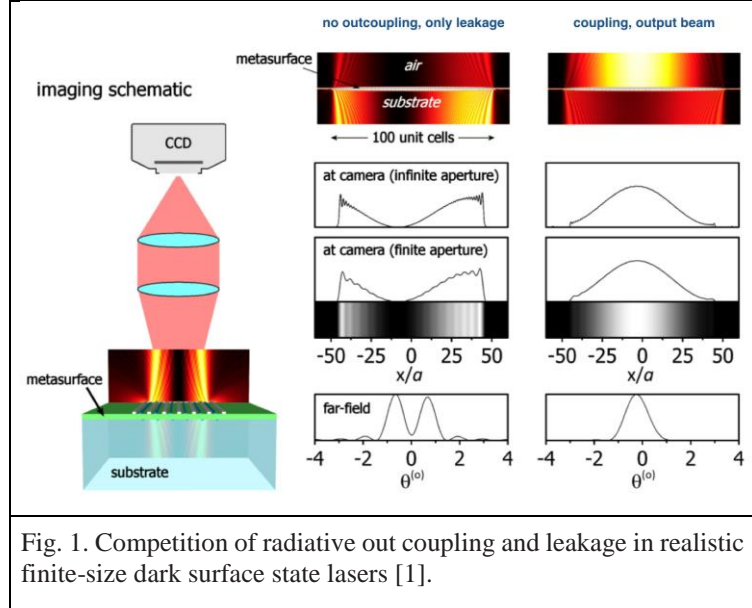 no outcoupling, only leakage
coupling, output beam
metasurface
air
substrate
100 unit cells
imaging schematic
CCD
at camera (infinite aperture)
at camera (finite aperture)
-50 -25 0 25 50
x/a
-50 -25 0 25 50
x/a
metasurface
substrate
far-field
-4 -2 0 2 4
θ(o)
-4 -2 0 2 4
θ(o)
Fig. 1. Competition of radiative out coupling and leakage in realistic
finite-size dark surface state lasers [1].